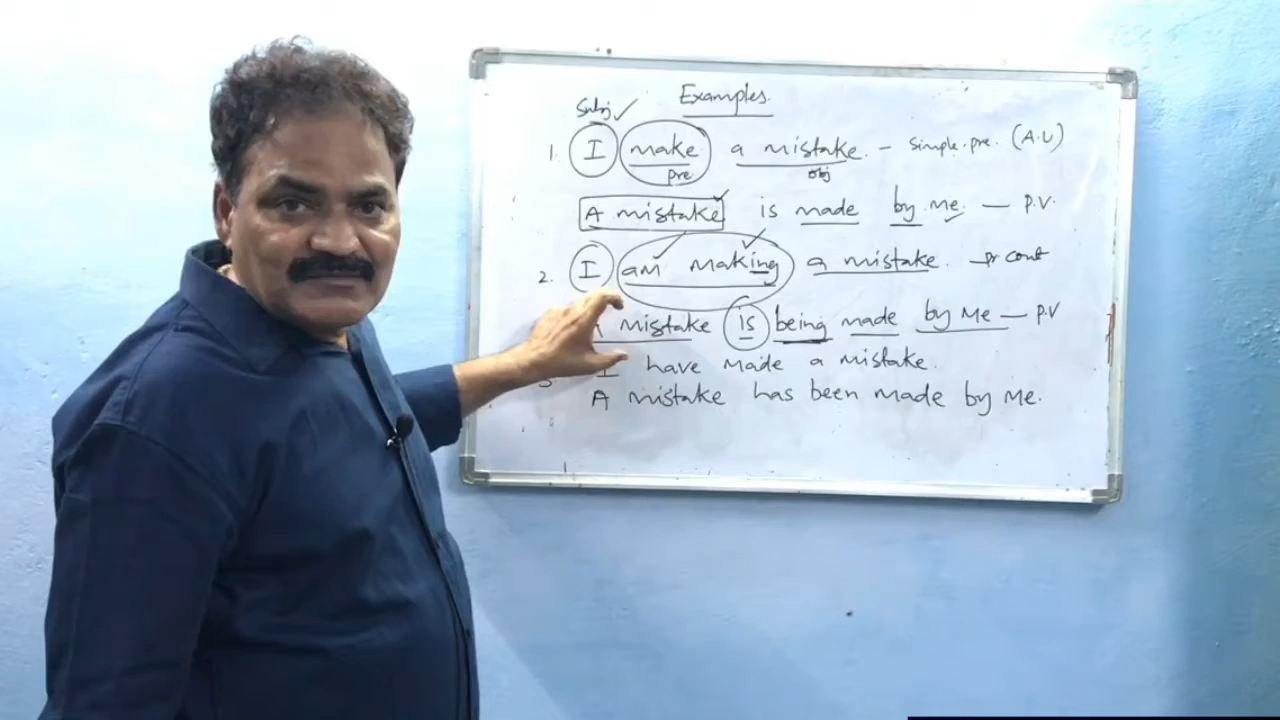 Examples.
Subj ✓
1. I make a mistake. - Simple.pre. (A.V)
pre obj
A mistake is made by me. — P.V.
2. I am making a mistake. - pr cont
A mistake is being made by Me — P.V
3 I have made a mistake.
A mistake has been made by Me.